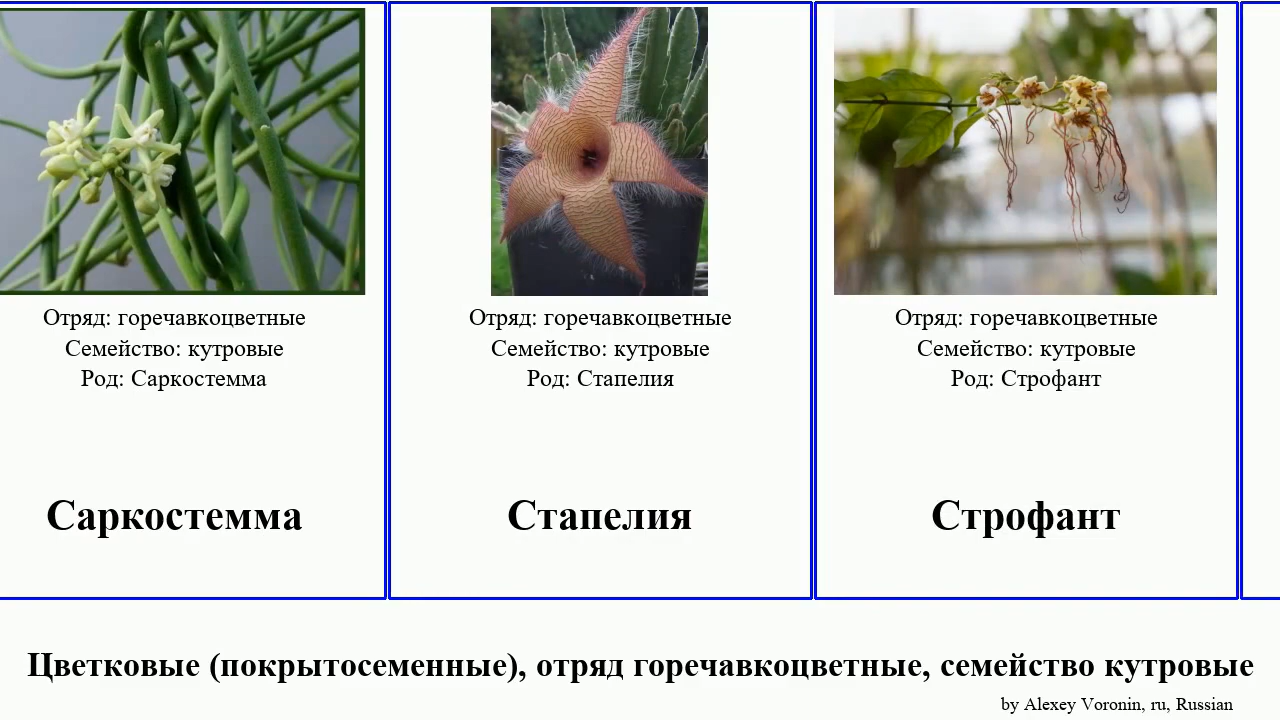 Отряд: горечавкоцветные
Семейство: кутровые
Род: Саркостемма
Саркостемма
Отряд: горечавкоцветные
Семейство: кутровые
Род: Стапелия
Стапелия
Отряд: горечавкоцветные
Семейство: кутровые
Род: Строфант
Строфант
Цветковые (покрытосеменные), отряд горечавкоцветные, семейство кутровые
by Alexey Voronin, ru, Russian